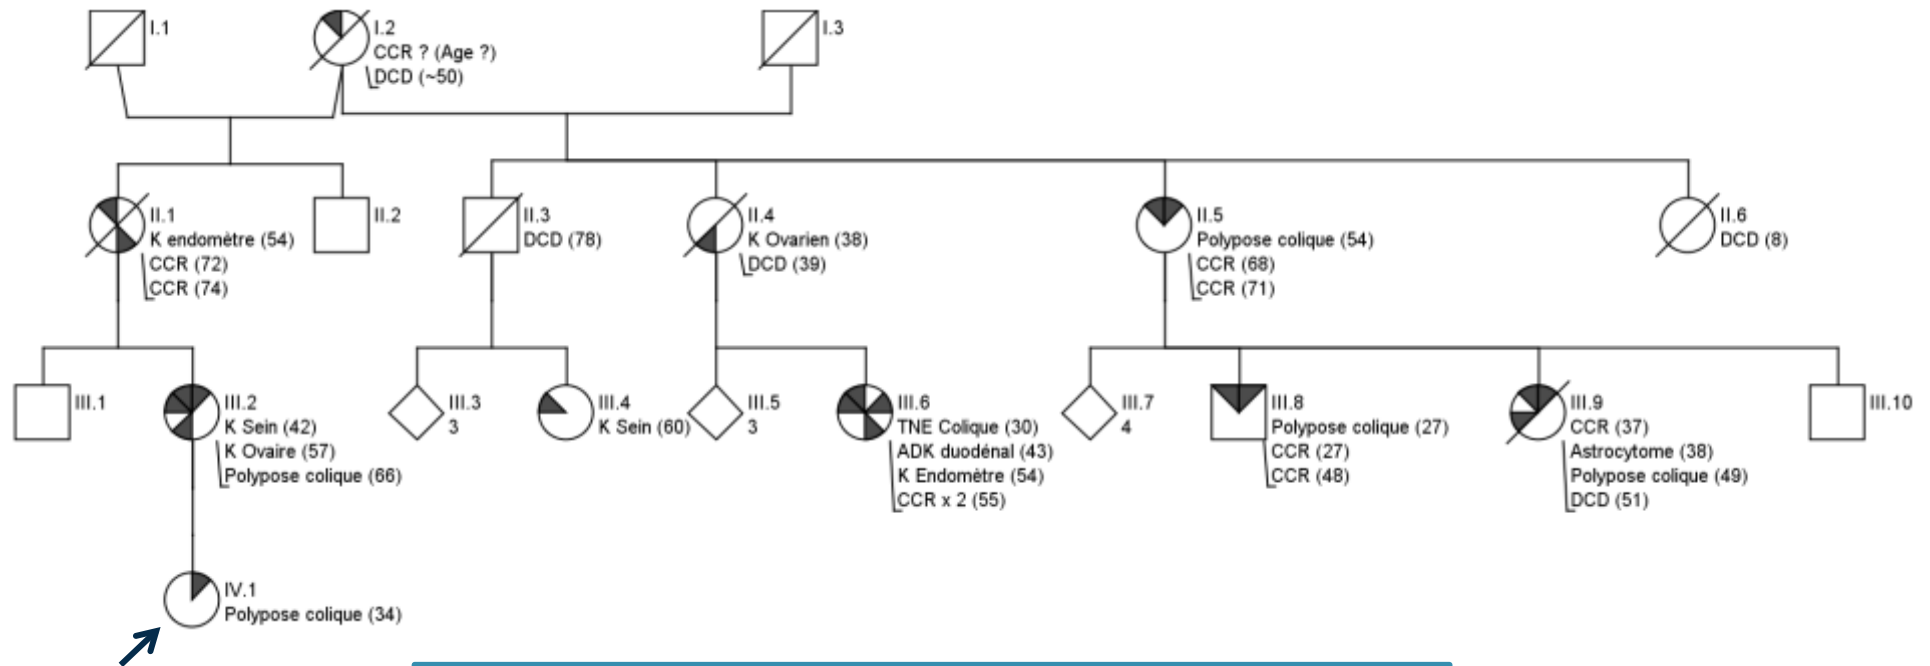 I.1
I.2
CCR ? (Age ?)
DCD (~50)
I.3
II.1
K endomètre (54)
CCR (72)
CCR (74)
II.2
II.3
DCD (78)
II.4
K Ovarien (38)
DCD (39)
II.5
Polypose colique (54)
CCR (68)
CCR (71)
II.6
DCD (8)
III.1
III.2
K Sein (42)
K Ovaire (57)
Polypose colique (66)
III.3
3
III.4
K Sein (60)
III.5
3
III.6
TNE Colique (30)
ADK duodénal (43)
K Endomètre (54)
CCR x 2 (55)
III.7
4
III.8
Polypose colique (27)
CCR (27)
CCR (48)
III.9
CCR (37)
Astrocytome (38)
Polypose colique (49)
DCD (51)
III.10
IV.1
Polypose colique (34)